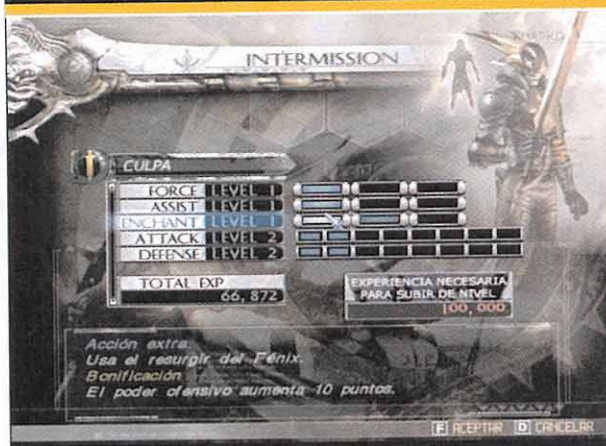 INTERMISSION
CULPA
FORCE LEVEL 1
ASSIST LEVEL 1
ENCHANT LEVEL 1
ATTACK LEVEL 2
DEFENSE LEVEL 2
TOTAL EXP
66,872
EXPERIENCIA NECESARIA
PARA SUBIR DE NIVEL
100,000
Acción extra
Usa el resurgir del Fénix.
Bonificación
El poder ofensivo aumenta 10 puntos.
F ACEPTAR D CANCELAR